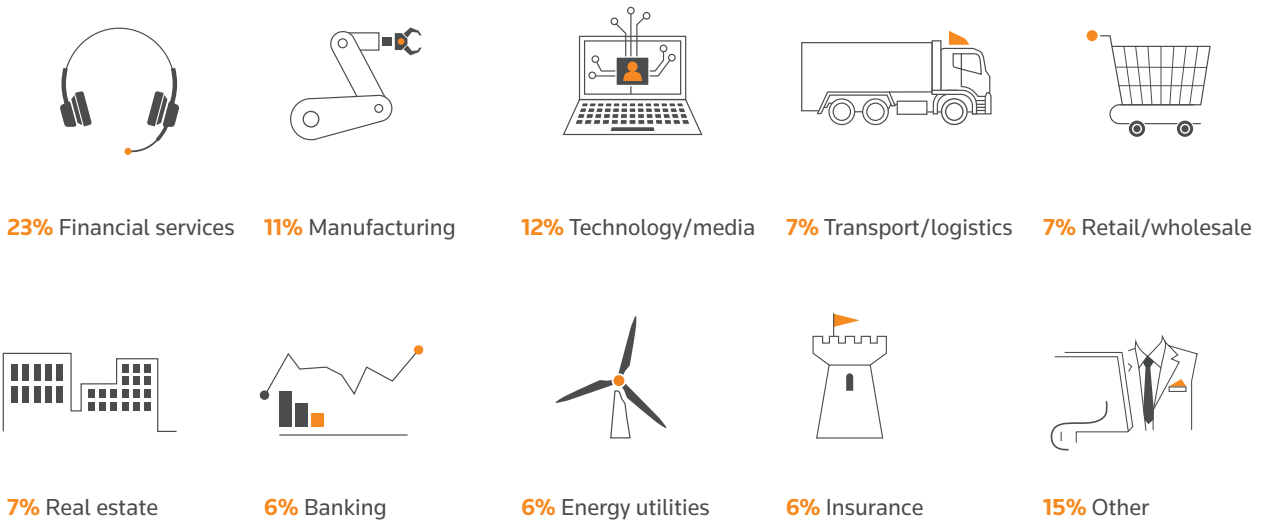 23% Financial services
11% Manufacturing
12% Technology/media
7% Transport/logistics
7% Retail/wholesale
7% Real estate
6% Banking
6% Energy utilities
6% Insurance
15% Other